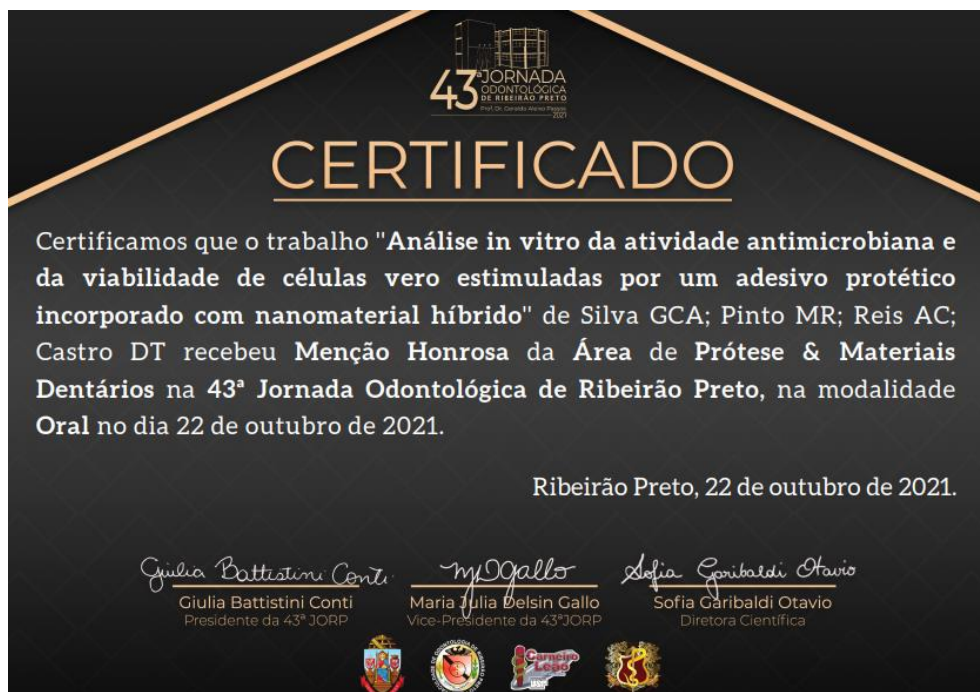 43ª JORNADA
ODONTOLÓGICA
DE RIBEIRÃO PRETO
2021
CERTIFICADO
Certificamos que o trabalho "Análise in vitro da atividade antimicrobiana e
da viabilidade de células vero estimuladas por um adesivo protético
incorporado com nanomaterial híbrido" de Silva GCA; Pinto MR; Reis AC;
Castro DT recebeu Menção Honrosa da Área de Prótese & Materiais
Dentários na 43ª Jornada Odontológica de Ribeirão Preto, na modalidade
Oral no dia 22 de outubro de 2021.
Ribeirão Preto, 22 de outubro de 2021.
Giulia Battistini Conti MJDGallo Sofia Garibaldi Otavio
Giulia Battistini Conti Maria Julia Delsin Gallo Sofia Garibaldi Otavio
Presidente da 43ª JORP Vice-Presidente da 43ªJORP Diretora Científica
Carneiro
Leão
USP